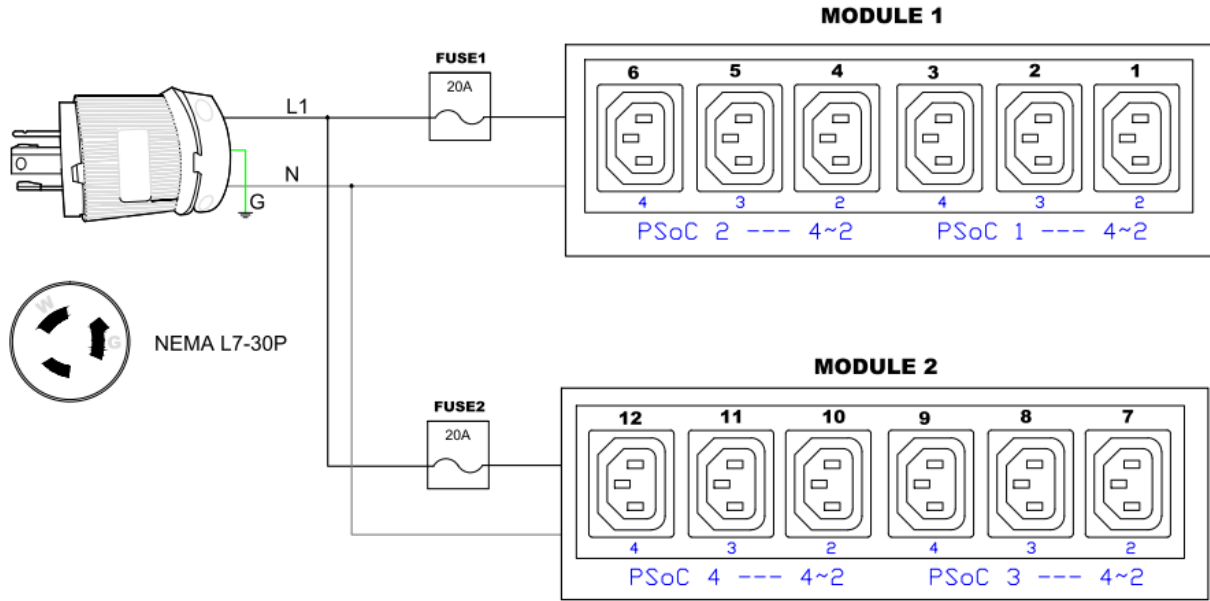 MODULE 1
FUSE1
20A
L1
N
G
6 5 4 3 2 1
4 3 2 4 3 2
PSoC 2 --- 4~2 PSoC 1 --- 4~2
W
G
NEMA L7-30P
MODULE 2
FUSE2
20A
12 11 10 9 8 7
4 3 2 4 3 2
PSoC 4 --- 4~2 PSoC 3 --- 4~2